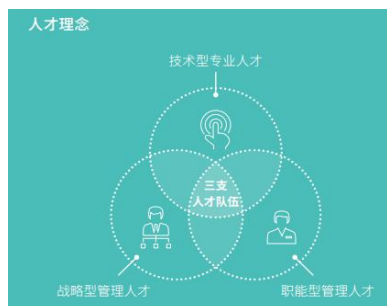 人才理念
技术型专业人才
三支
人才队伍
战略型管理人才
职能型管理人才